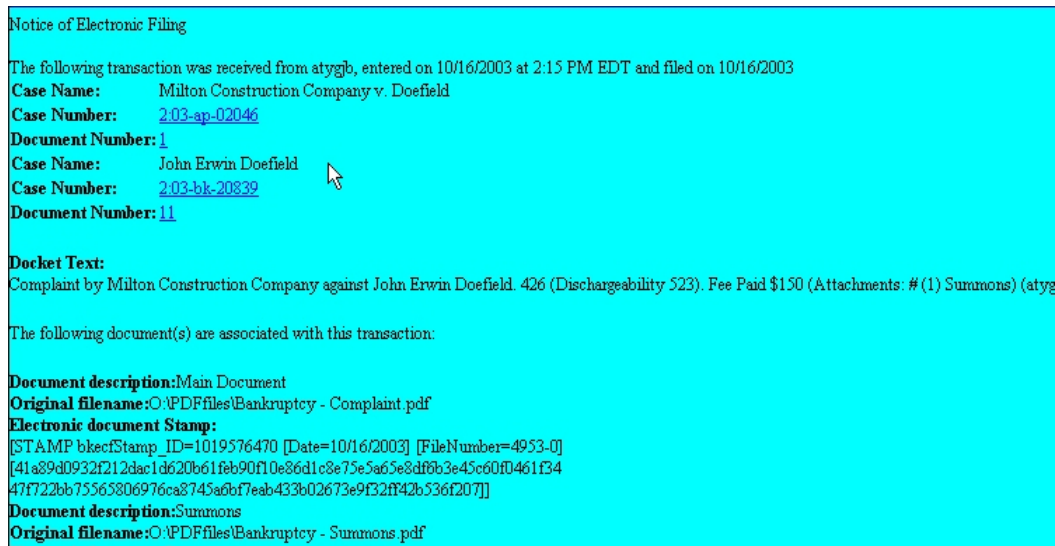 Notice of Electronic Filing
The following transaction was received from atygjb, entered on 10/16/2003 at 2:15 PM EDT and filed on 10/16/2003
Case Name: Milton Construction Company v. Doefield
Case Number: 2:03-ap-02046
Document Number: 1
Case Name: John Erwin Doefield
Case Number: 2:03-bk-20839
Document Number: 11
Docket Text:
Complaint by Milton Construction Company against John Erwin Doefield. 426 (Dischargeability 523). Fee Paid $150 (Attachments: # (1) Summons) (atyg
The following document(s) are associated with this transaction:
Document description:Main Document
Original filename:O:\PDFfiles\Bankruptcy - Complaint.pdf
Electronic document Stamp:
[STAMP bkecfStamp_ID=1019576470 [Date=10/16/2003] [FileNumber=4953-0]
[41a89d0932f212dac1d620b61feb90f10e86d1c8e75e5a65e8df6b3e45c60f0461f34
47f722bb75565806976ca8745a6bf7eab433b02673e9f32ff42b536f207]]
Document description:Summons
Original filename:O:\PDFfiles\Bankruptcy - Summons.pdf